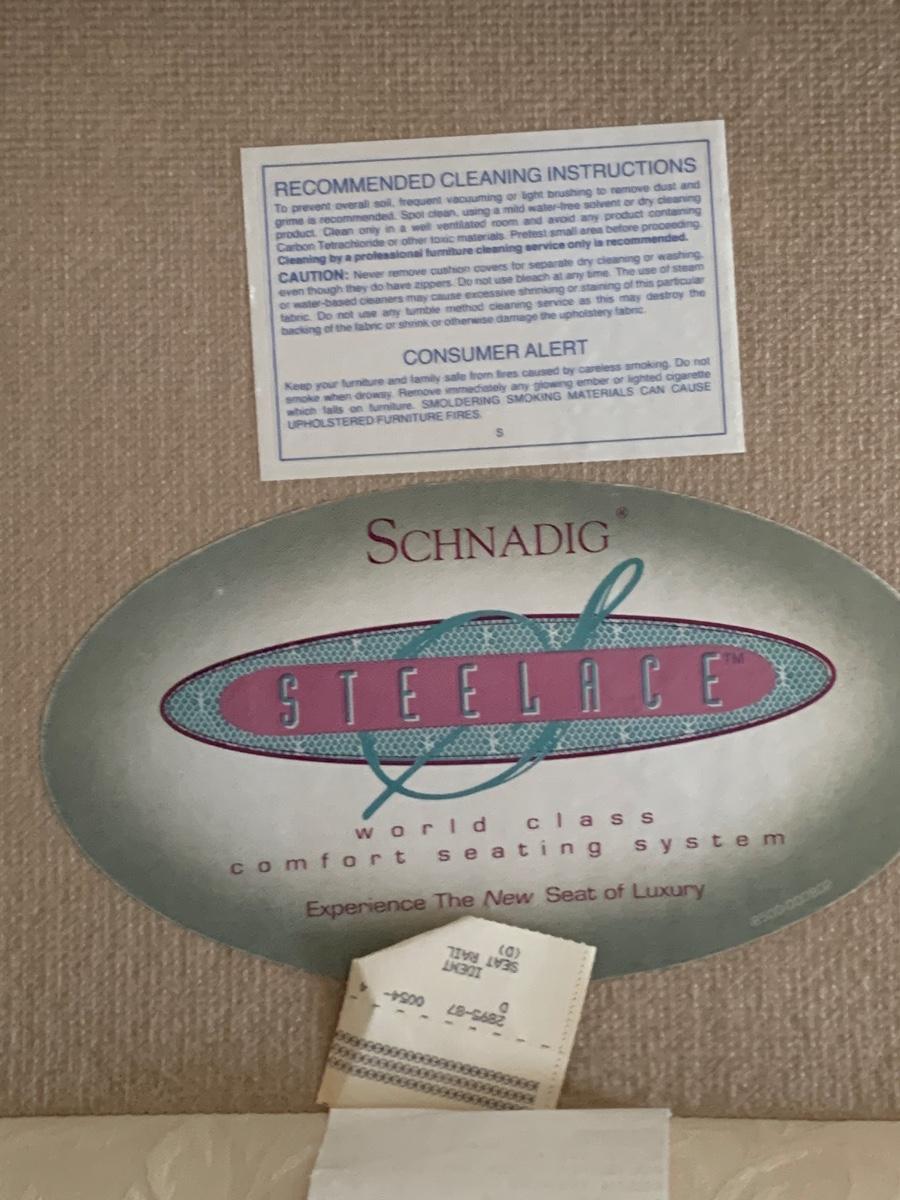 RECOMMENDED CLEANING INSTRUCTIONS
To prevent overall soil, frequent vacuuming or light brushing to remove dust and
grime is recommended. Spot clean, using a mild water-free solvent or dry cleaning
product. Clean only in a well ventilated room and avoid any product containing
Carbon Tetrachloride or other toxic materials. Pretest small area before proceeding.
Cleaning by a professional furniture cleaning service only is recommended.
CAUTION: Never remove cushion covers for separate dry cleaning or washing,
even though they do have zippers. Do not use bleach at any time. The use of steam
or water-based cleaners may cause excessive shrinking or staining of this particular
fabric. Do not use any tumble method cleaning service as this may destroy the
backing of the fabric or shrink or otherwise damage the upholstery fabric.
CONSUMER ALERT
Keep your furniture and family safe from fires caused by careless smoking. Do not
smoke when drowsy. Remove immediately any glowing ember or lighted cigarette
which falls on furniture. SMOLDERING SMOKING MATERIALS CAN CAUSE
UPHOLSTERED FURNITURE FIRES.
S
SCHNADIG®
S
STEELACE™
world class
comfort seating system
Experience The New Seat of Luxury
SEAT RAIL
(D)
IDENT
2895-87 0054-
D